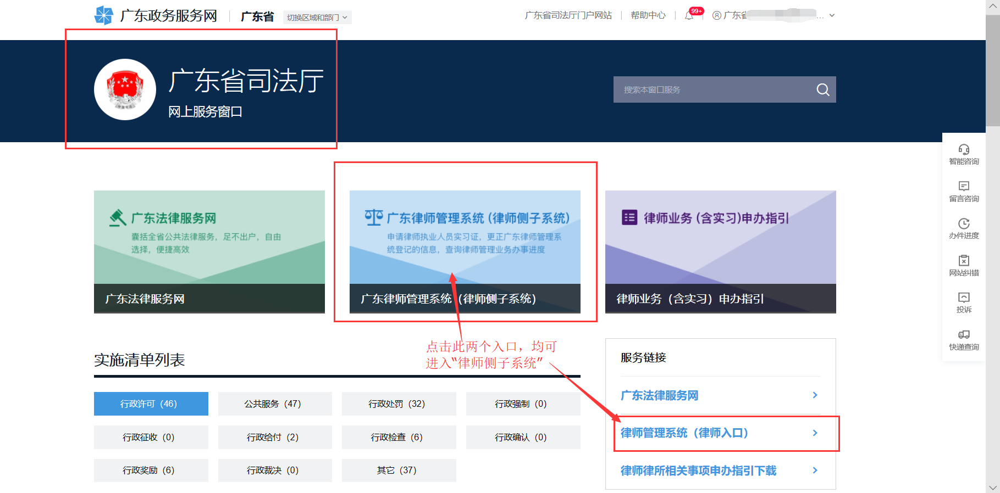 广东政务服务网
广东省
切换区域和部门
广东省司法厅门户网站
帮助中心
99+
广东省
...
广东省司法厅
网上服务窗口
搜索本窗口服务
智能咨询
留言咨询
办件进度
网站纠错
投诉
快递查询
广东法律服务网
囊括全省公共法律服务，足不出户，自由
选择，便捷高效
广东法律服务网
广东律师管理系统 (律师侧子系统)
申请律师执业人员实习证，更正广东律师管理系
统登记的信息，查询律师管理业务办事进度
广东律师管理系统（律师侧子系统）
律师业务 (含实习)申办指引
律师业务（含实习）申办指引
点击此两个入口，均可
进入“律师侧子系统”
实施清单列表
行政许可（46）
公共服务（47）
行政处罚（32）
行政强制（0）
行政征收（0）
行政给付（2）
行政检查（6）
行政确认（0）
行政奖励（6）
行政裁决（0）
其它（37）
服务链接
广东法律服务网
律师管理系统（律师入口）
律师律所相关事项申办指引下载